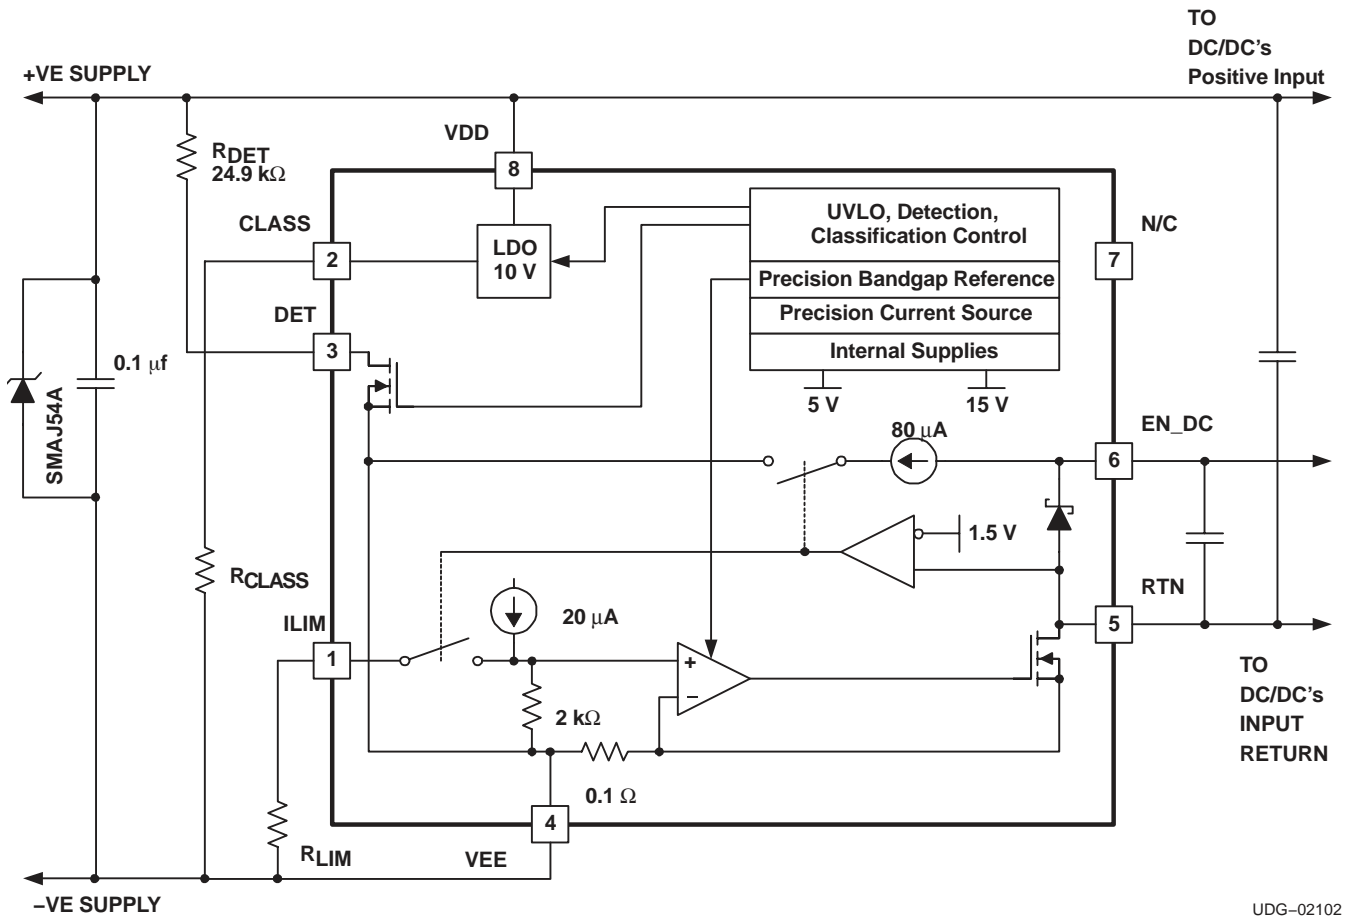 TO
DC/DC's
Positive Input
+VE SUPPLY
VDD
RDET
24.9 kΩ
8
CLASS
2
LDO
10 V
UVLO, Detection,
Classification Control
N/C
7
Precision Bandgap Reference
Precision Current Source
Internal Supplies
DET
3
0.1 μf
SMAJ54A
5 V
15 V
80 μA
EN_DC
6
1.5 V
RCLASS
RTN
5
ILIM
1
20 μA
+
–
2 kΩ
TO
DC/DC's
INPUT
RETURN
0.1 Ω
4
RLIM
VEE
–VE SUPPLY
UDG–02102